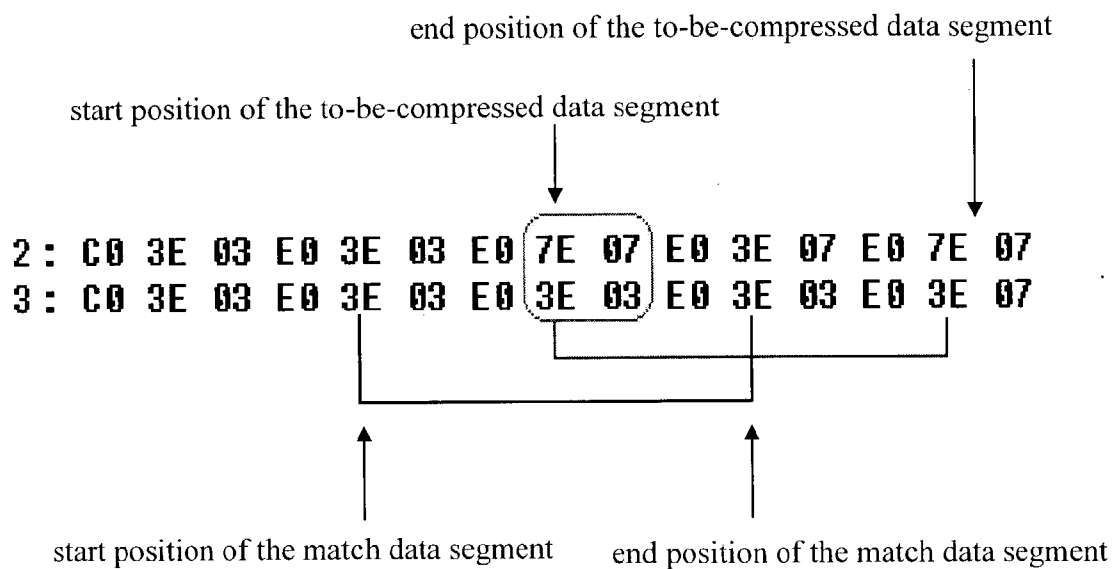 end position of the to-be-compressed data segment
start position of the to-be-compressed data segment
2: C0 3E 03 E0 3E 03 E0 7E 07 E0 3E 07 E0 7E 07
3: C0 3E 03 E0 3E 03 E0 3E 03 E0 3E 03 E0 3E 07
start position of the match data segment
end position of the match data segment